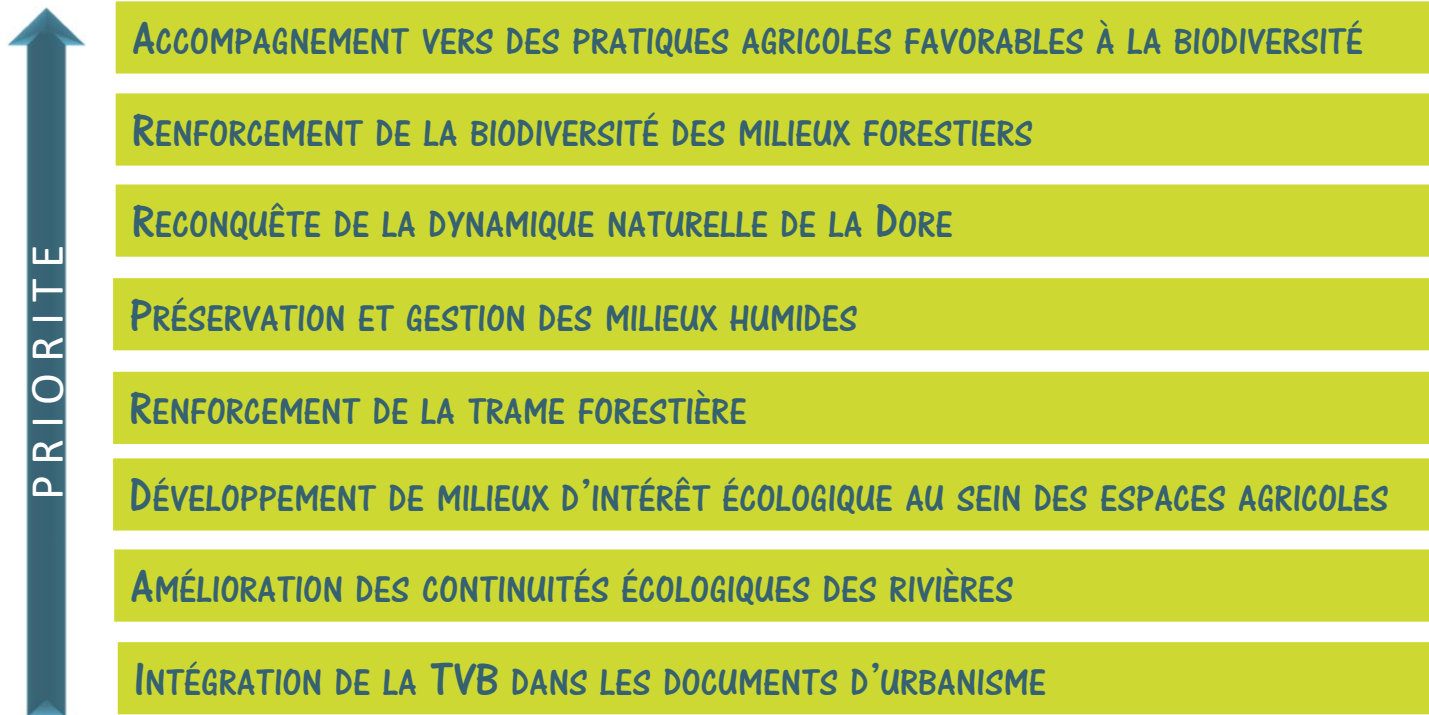 Accompagnement vers des pratiques agricoles favorables à la biodiversité
Renforcement de la biodiversité des milieux forestiers
Reconquête de la dynamique naturelle de la Dore
Préservation et gestion des milieux humides
Renforcement de la trame forestière
Développement de milieux d’intérêt écologique au sein des espaces agricoles
Amélioration des continuités écologiques des rivières
Intégration de la TVB dans les documents d’urbanisme
PRIORITE